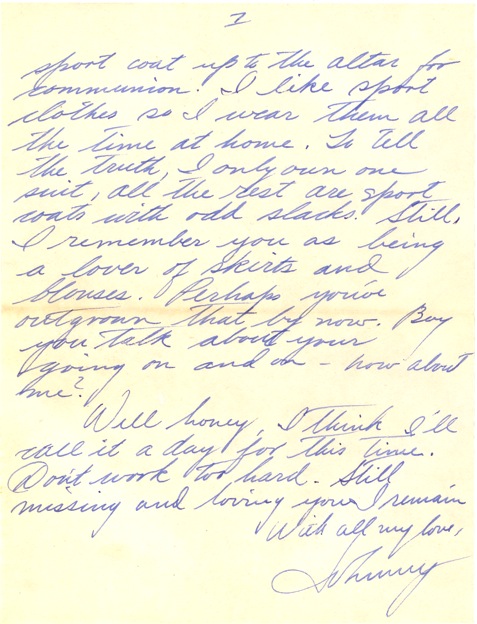 7
sport coat up to the altar for
communion. I like sport
clothes so I wear them all
the time at home. To tell
the truth, I only own one
suit, all the rest are sport
coats with odd slacks. Still,
I remember you as being
a lover of skirts and
blouses. Perhaps you've
outgrown that by now. Boy
you talk about your
going on and on - how about
me?
Well honey, I think I'll
call it a day for this time.
Don't work too hard. Still
missing and loving you I remain
With all my love,
Johnny